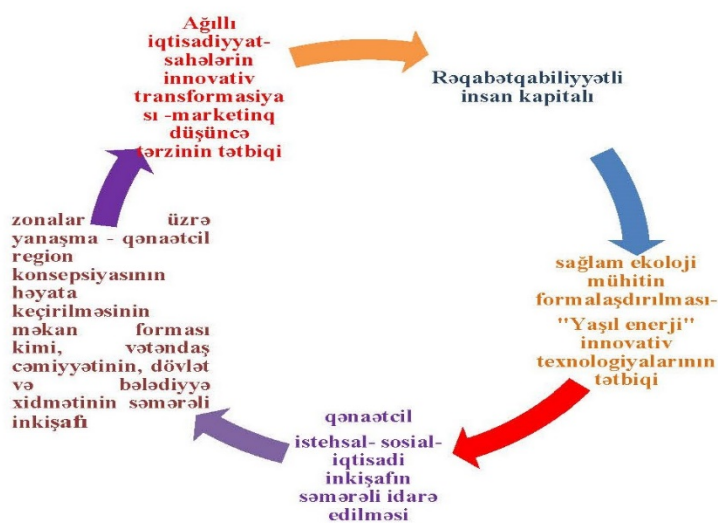 Ağıllı
iqtisadiyyat-
sahələrin
innovativ
transformasiya
sı -marketinq
düşüncə
tərzinin tətbiqi
Rəqabətqabiliyyətli
insan kapitalı
sağlam ekoloji
mühitin
formalaşdırılması-
"Yaşıl enerji"
innovativ
texnologiyalarının
tətbiqi
qənaətcil
istehsal- sosial-
iqtisadi
inkişafın
səmərəli idarə
edilməsi
zonalar üzrə
yanaşma - qənaətcil
region
konsepsiyasının
həyata
keçirilməsinin
məkan forması
kimi, vətəndaş
cəmiyyətinin, dövlət
və bələdiyyə
xidmətinin səmərəli
inkişafı